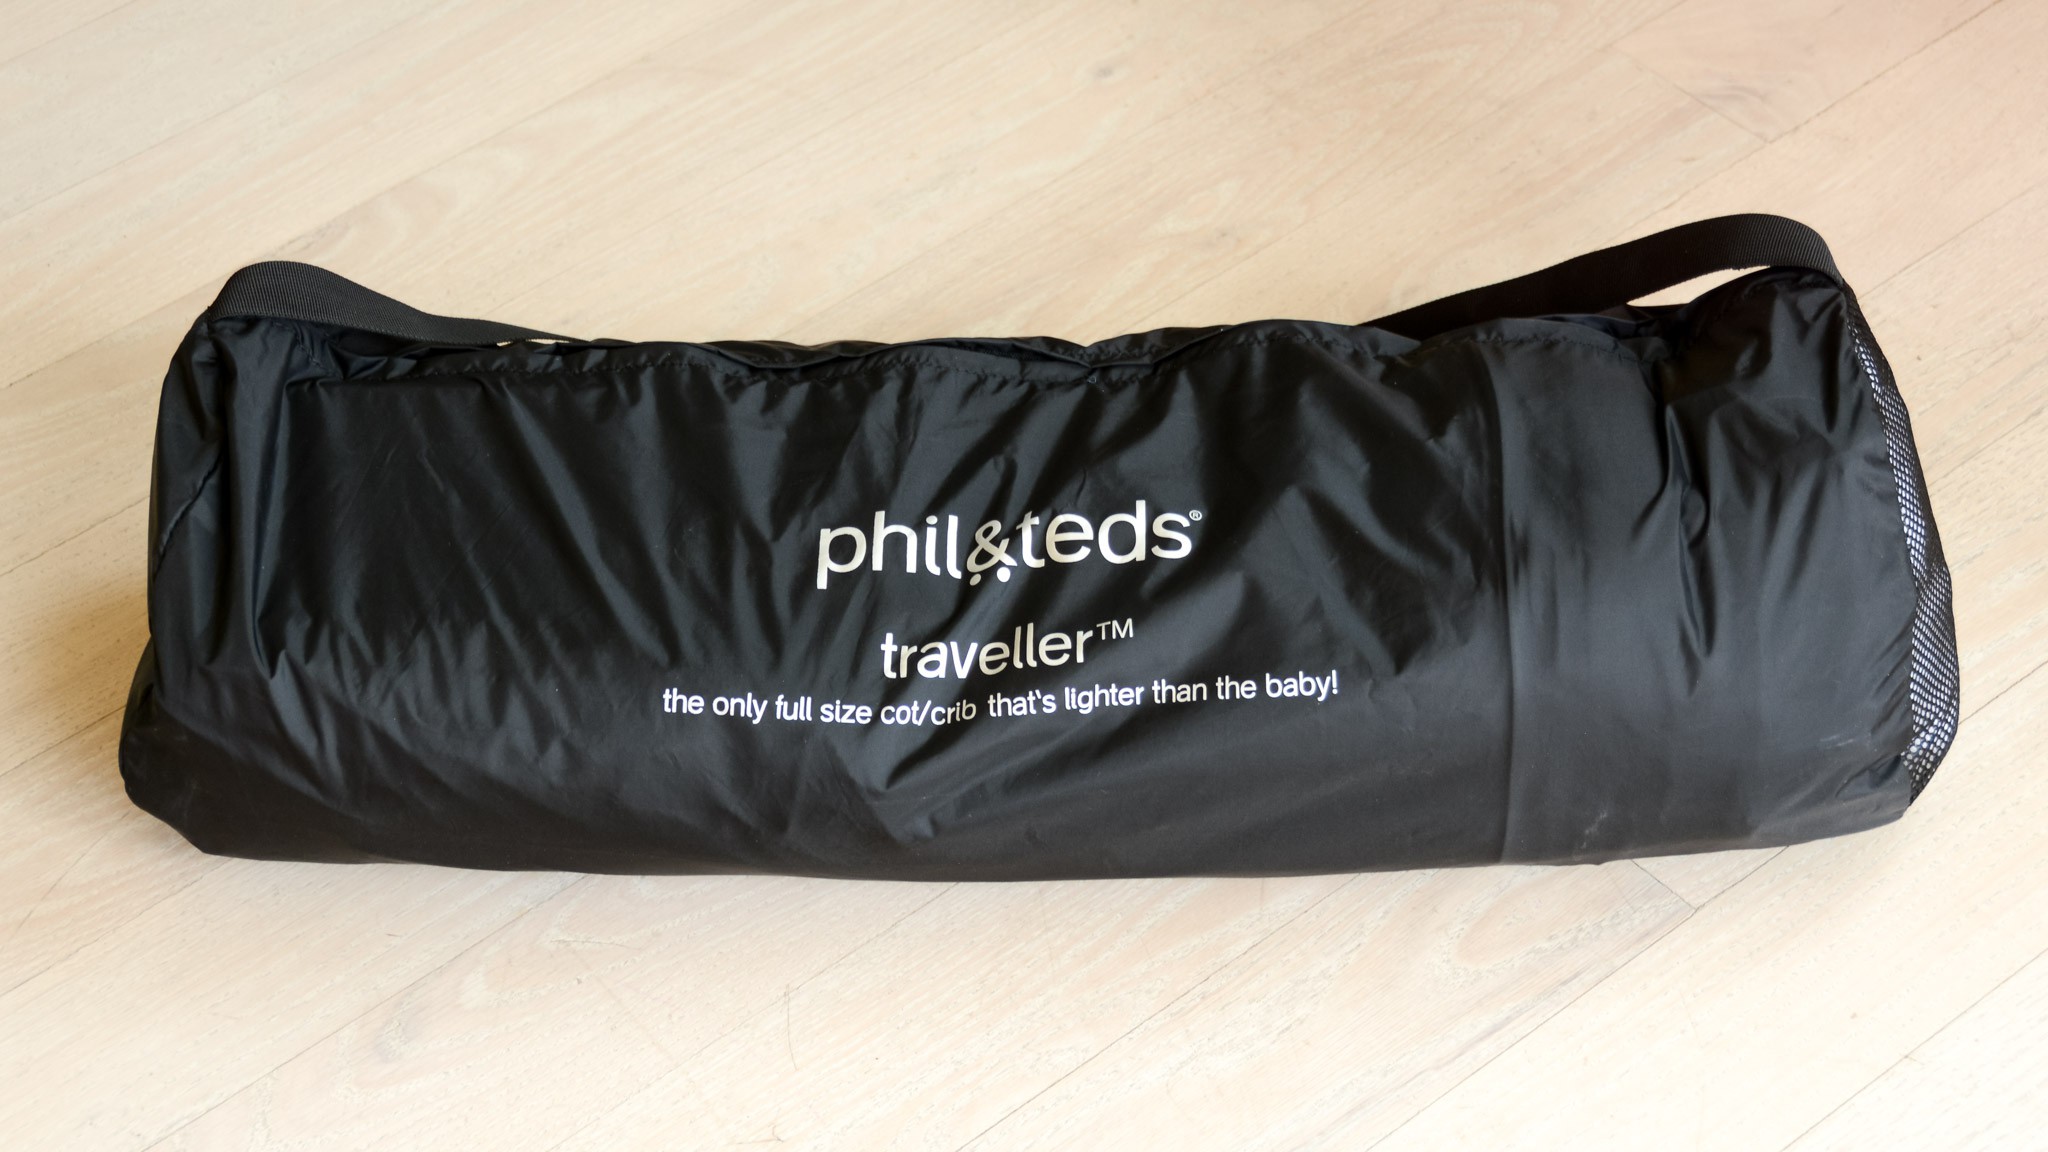 phil&teds®
traveller™
the only full size cot/crib that's lighter than the baby!